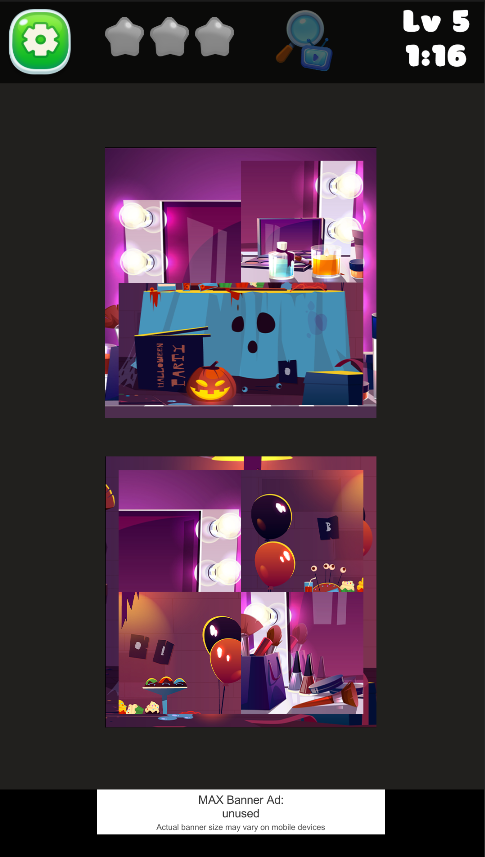 Lv 5
1:16
HALLOWEEN
PARTY
MAX Banner Ad:
unused
Actual banner size may vary on mobile devices